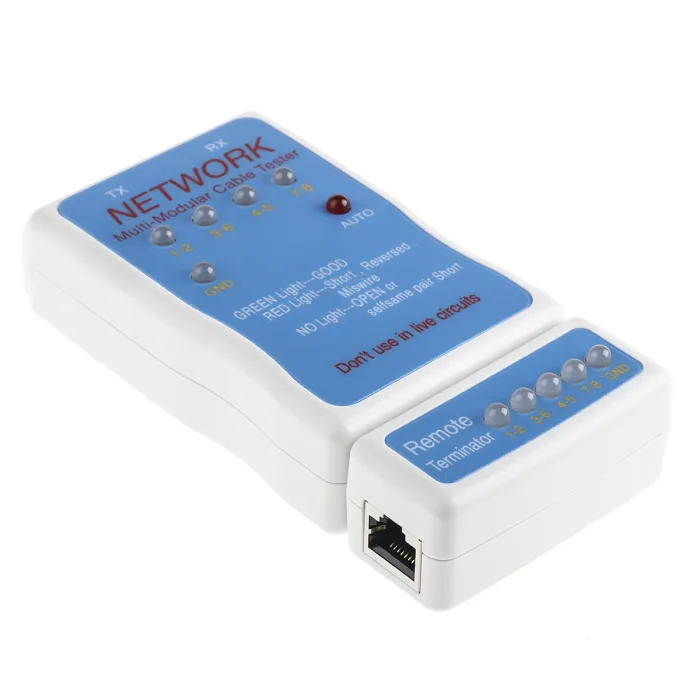 TX RX
NETWORK
Multi-Modular Cable Tester
1-2 3-6 4-5 7-8
AUTO
GND
GREEN Light--GOOD
RED Light--Short , Reversed
Miswire
NO Light--OPEN or
selfsame pair Short
Don't use in live circuits
Remote
Terminator
1-2 3-6 4-5 7-8 GND